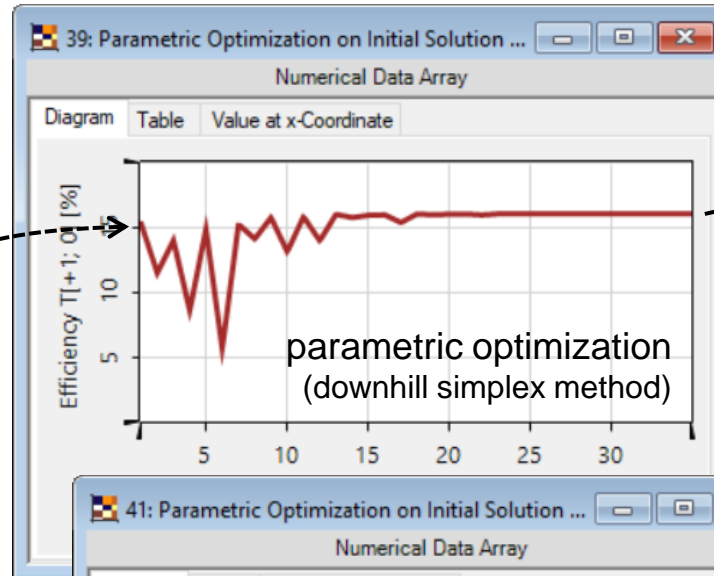 39: Parametric Optimization on Initial Solution ...
Numerical Data Array
Diagram Table Value at x-Coordinate
Efficiency T[+1; 0] [%]
15
10
5
parametric optimization
(downhill simplex method)
5 10 15 20 25 30
41: Parametric Optimization on Initial Solution ...
Numerical Data Array